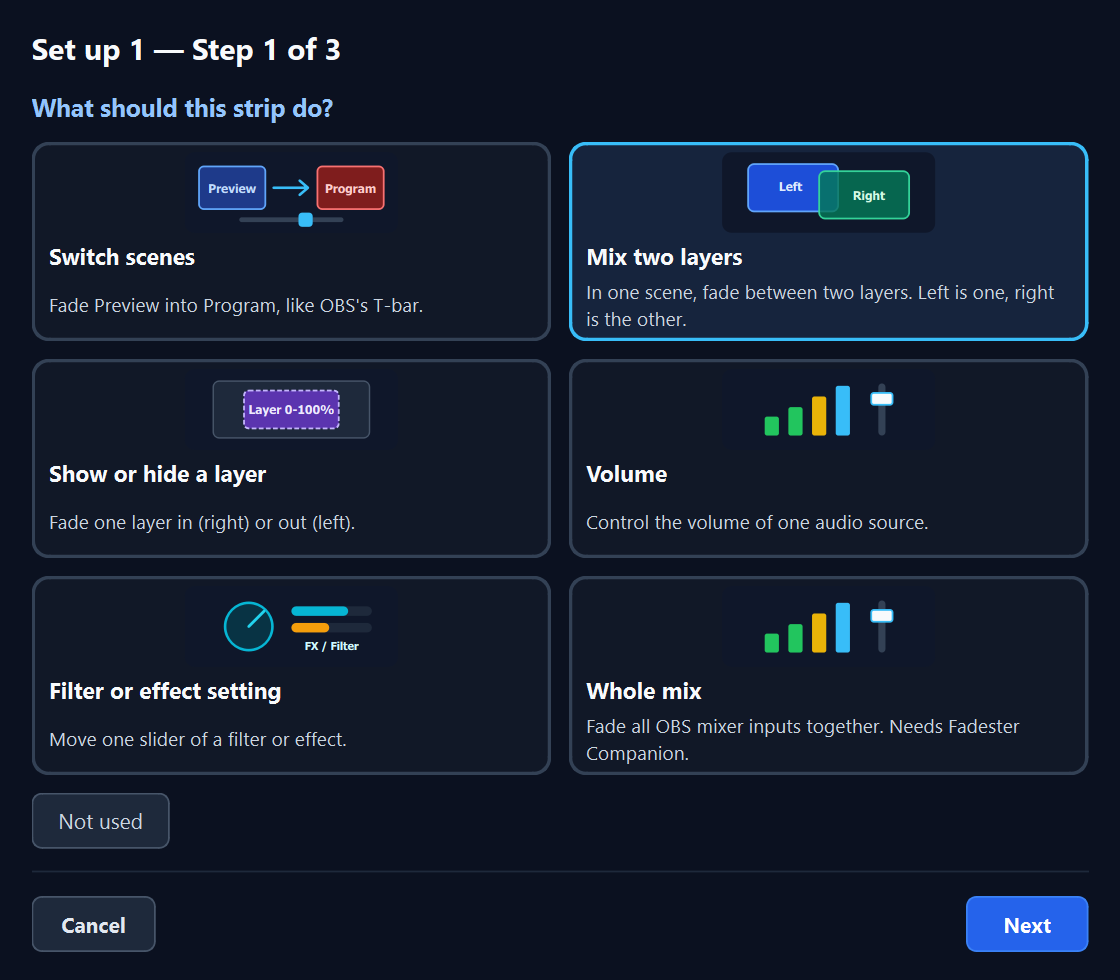 Set up 1 — Step 1 of 3
What should this strip do?
Preview
Program
Switch scenes
Fade Preview into Program, like OBS's T-bar.
Left
Right
Mix two layers
In one scene, fade between two layers. Left is one, right
is the other.
Layer 0-100%
Show or hide a layer
Fade one layer in (right) or out (left).
Volume
Control the volume of one audio source.
FX / Filter
Filter or effect setting
Move one slider of a filter or effect.
Whole mix
Fade all OBS mixer inputs together. Needs Fadester
Companion.
Not used
Cancel
Next